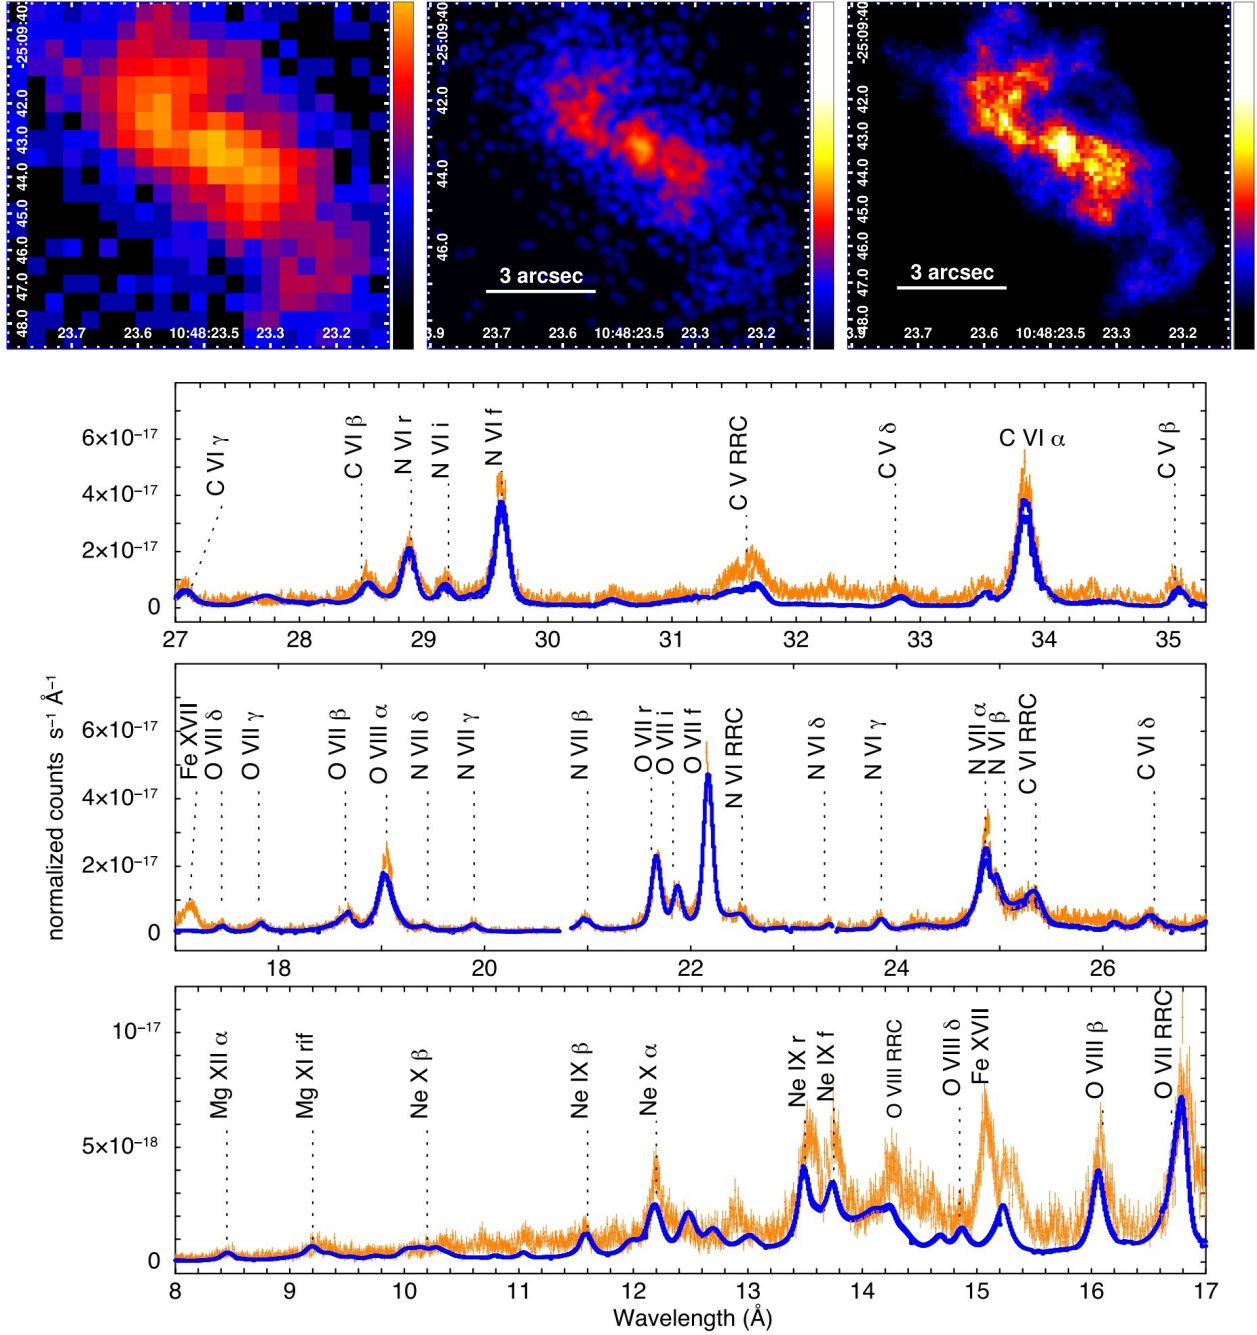 -25:09:40
42.0
43.0
44.0
45.0
46.0
47.0
48.0
23.7
23.6
10:48:23.5
23.3
23.2
-25:09:40
42.0
44.0
46.0
3 arcsec
3.9
23.7
23.6
10:48:23.5
23.3
23.2
-25:09:40
42.0
43.0
44.0
45.0
46.0
47.0
48.0
3 arcsec
3.9
23.7
23.6
10:48:23.5
23.3
23.2
C VI γ
C VI β
N VI r
N VI i
N VI f
C V RRC
C V δ
C VI α
C V β
6×10⁻¹⁷
4×10⁻¹⁷
2×10⁻¹⁷
0
27
28
29
30
31
32
33
34
35
normalized counts s⁻¹ Å⁻¹
Fe XVII
O VII δ
O VII γ
O VII β
O VIII α
N VII δ
N VII γ
N VII β
O VII r
O VII i
O VII f
N VI RRC
N VI δ
N VI γ
N VII α
N VI β
C VI RRC
C VI δ
6×10⁻¹⁷
4×10⁻¹⁷
2×10⁻¹⁷
0
18
20
22
24
26
Mg XII α
Mg XI rif
Ne X β
Ne IX β
Ne X α
Ne IX r
Ne IX f
O VIII RRC
O VIII δ
Fe XVII
O VIII β
O VII RRC
10⁻¹⁷
5×10⁻¹⁸
0
8
9
10
11
12
13
14
15
16
17
Wavelength (Å)